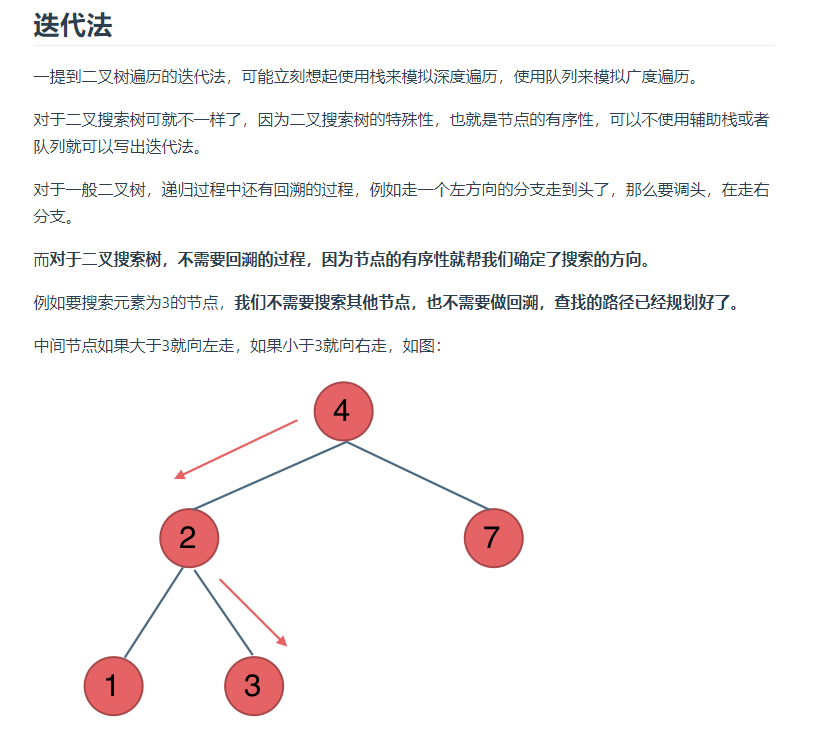 迭代法
一提到二叉树遍历的迭代法，可能立刻想起使用栈来模拟深度遍历，使用队列来模拟广度遍历。
对于二叉搜索树可就不一样了，因为二叉搜索树的特殊性，也就是节点的有序性，可以不使用辅助栈或者
队列就可以写出迭代法。
对于一般二叉树，递归过程中还有回溯的过程，例如走一个左方向的分支走到头了，那么要调头，在走右
分支。
而对于二叉搜索树，不需要回溯的过程，因为节点的有序性就帮我们确定了搜索的方向。
例如要搜索元素为3的节点，我们不需要搜索其他节点，也不需要做回溯，查找的路径已经规划好了。
中间节点如果大于3就向左走，如果小于3就向右走，如图：
4
2
7
1
3